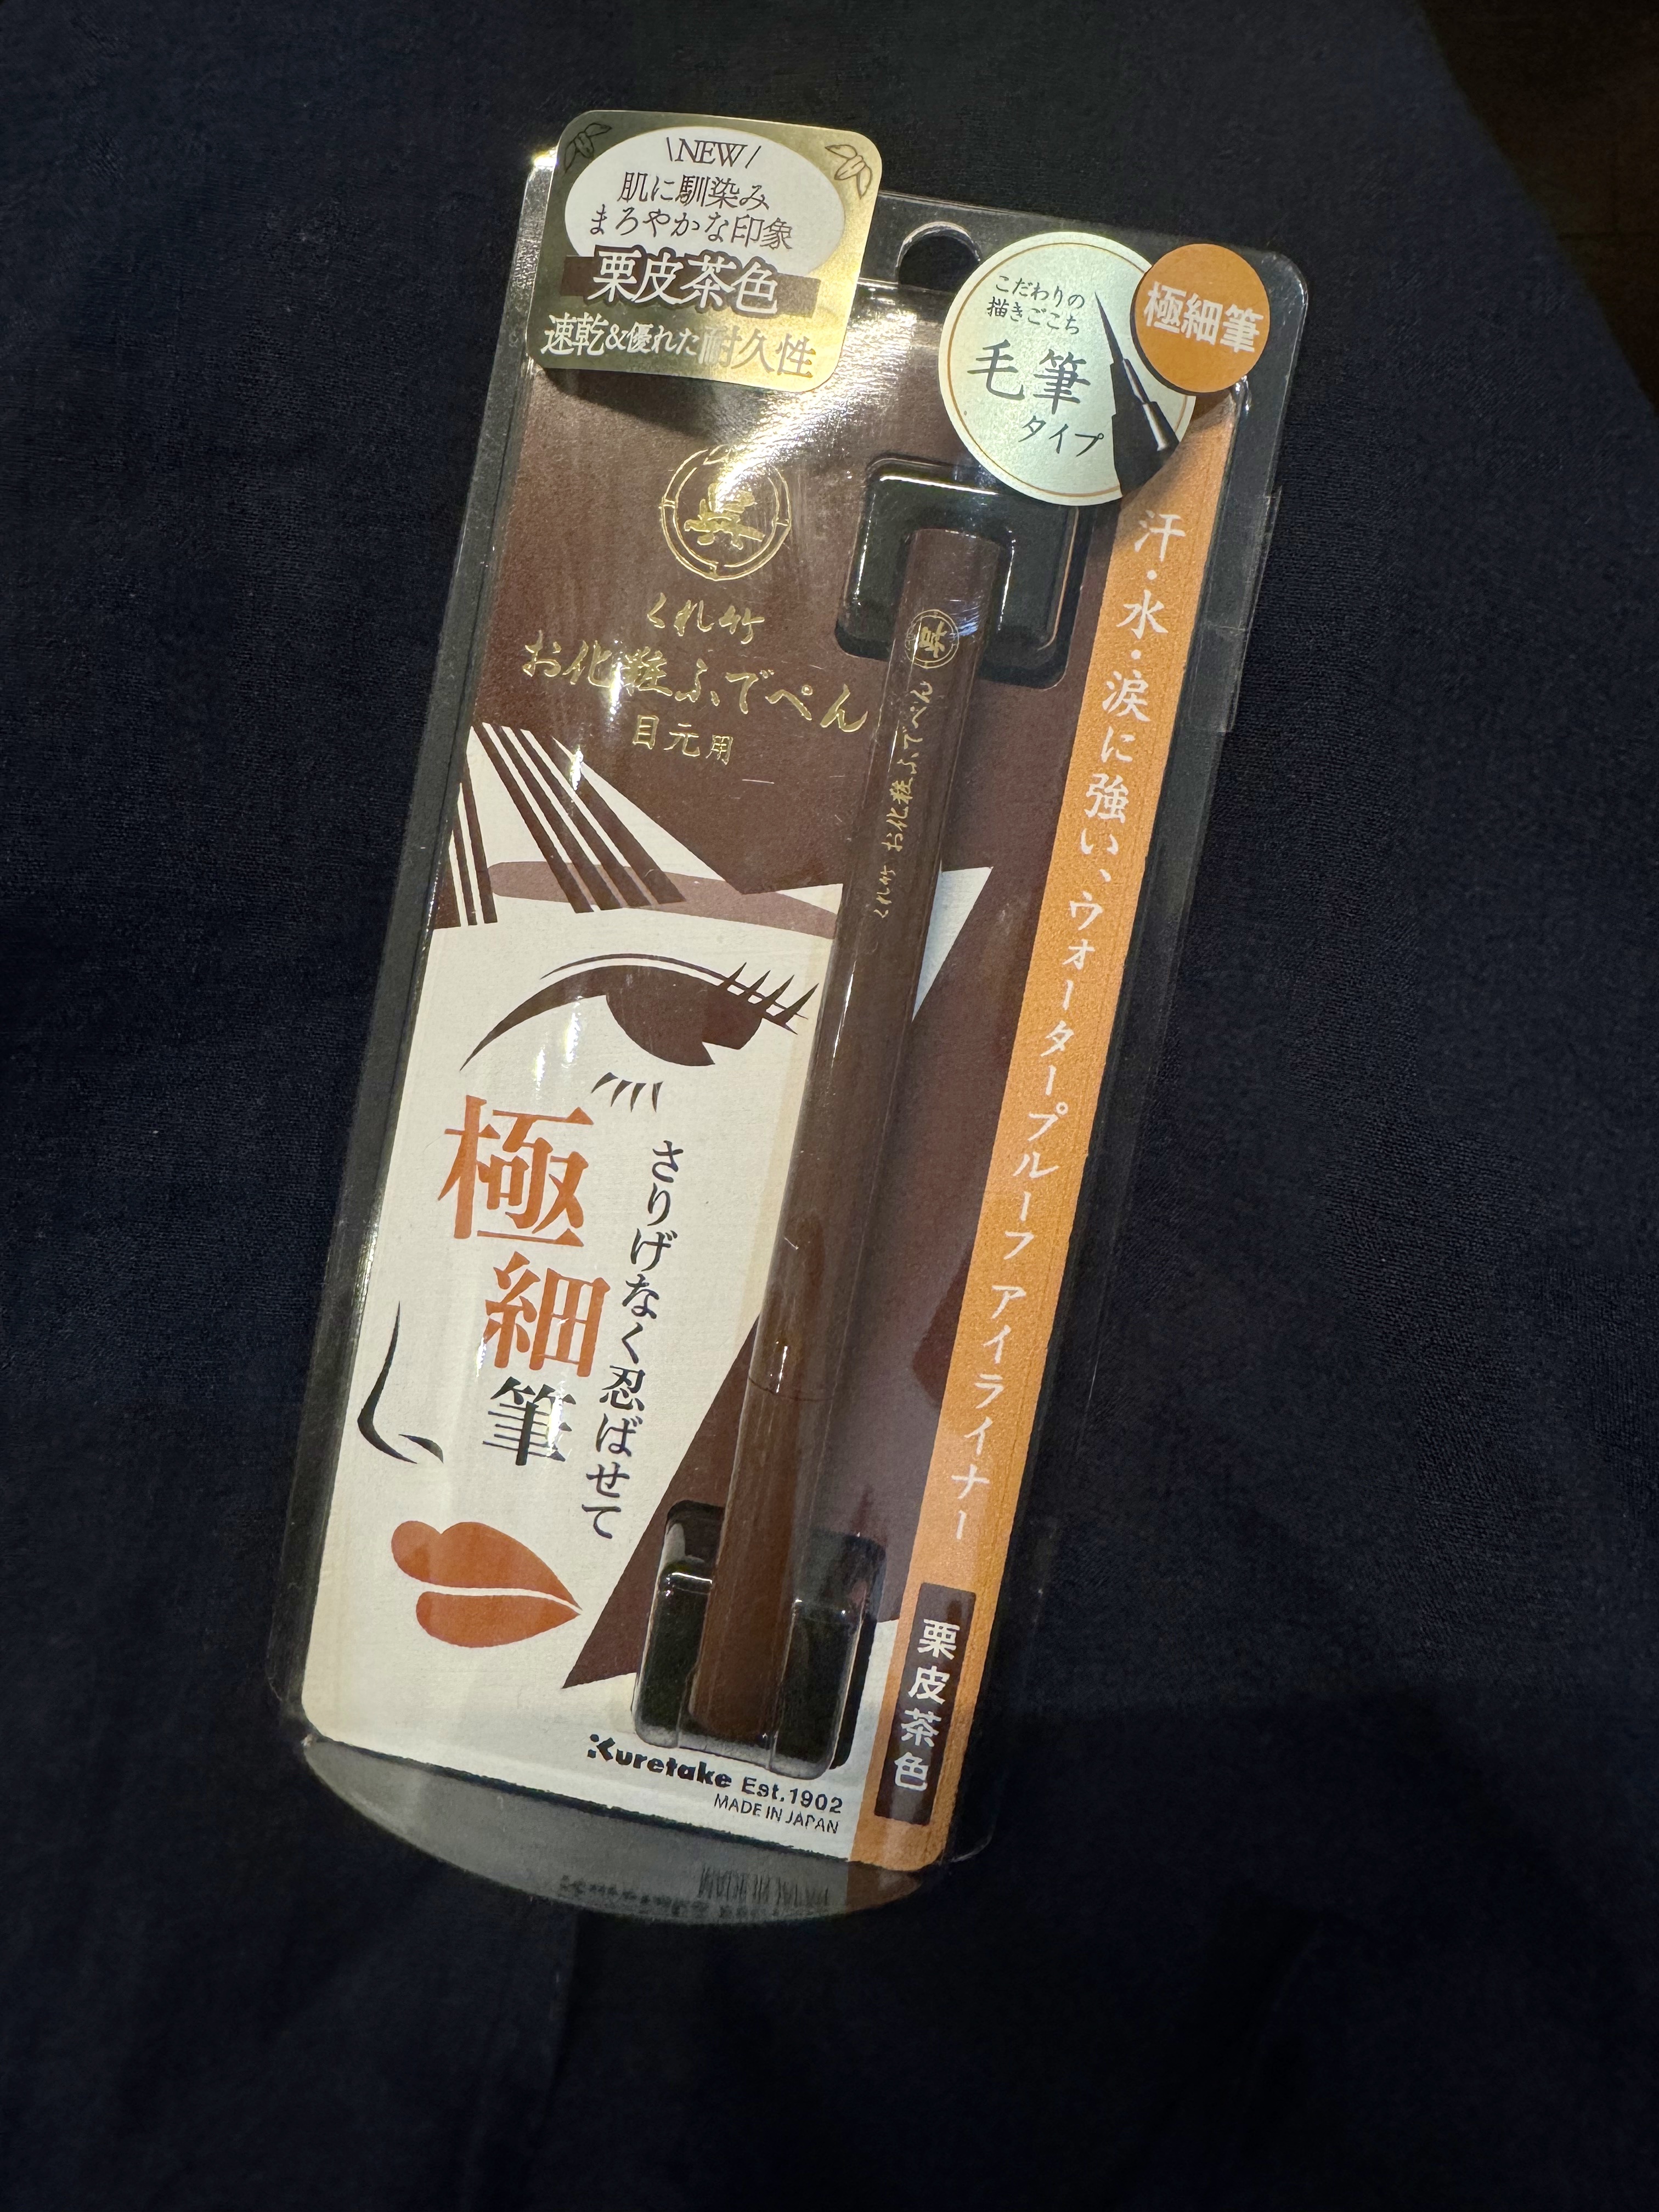 \NEW/
肌に馴染み
まろやかな印象
栗皮茶色
速乾&優れた耐久性
こだわりの
描きごこち
毛筆
タイプ
極細筆
呉
くれ竹
お化粧ふでぺん
目元用
呉
くれ竹 お化粧ふでぺん
汗・水・涙に強い、ウォータープルーフ アイライナー
栗皮茶色
さりげなく忍ばせて
極細筆
Kuretake Est.1902
MADE IN JAPAN